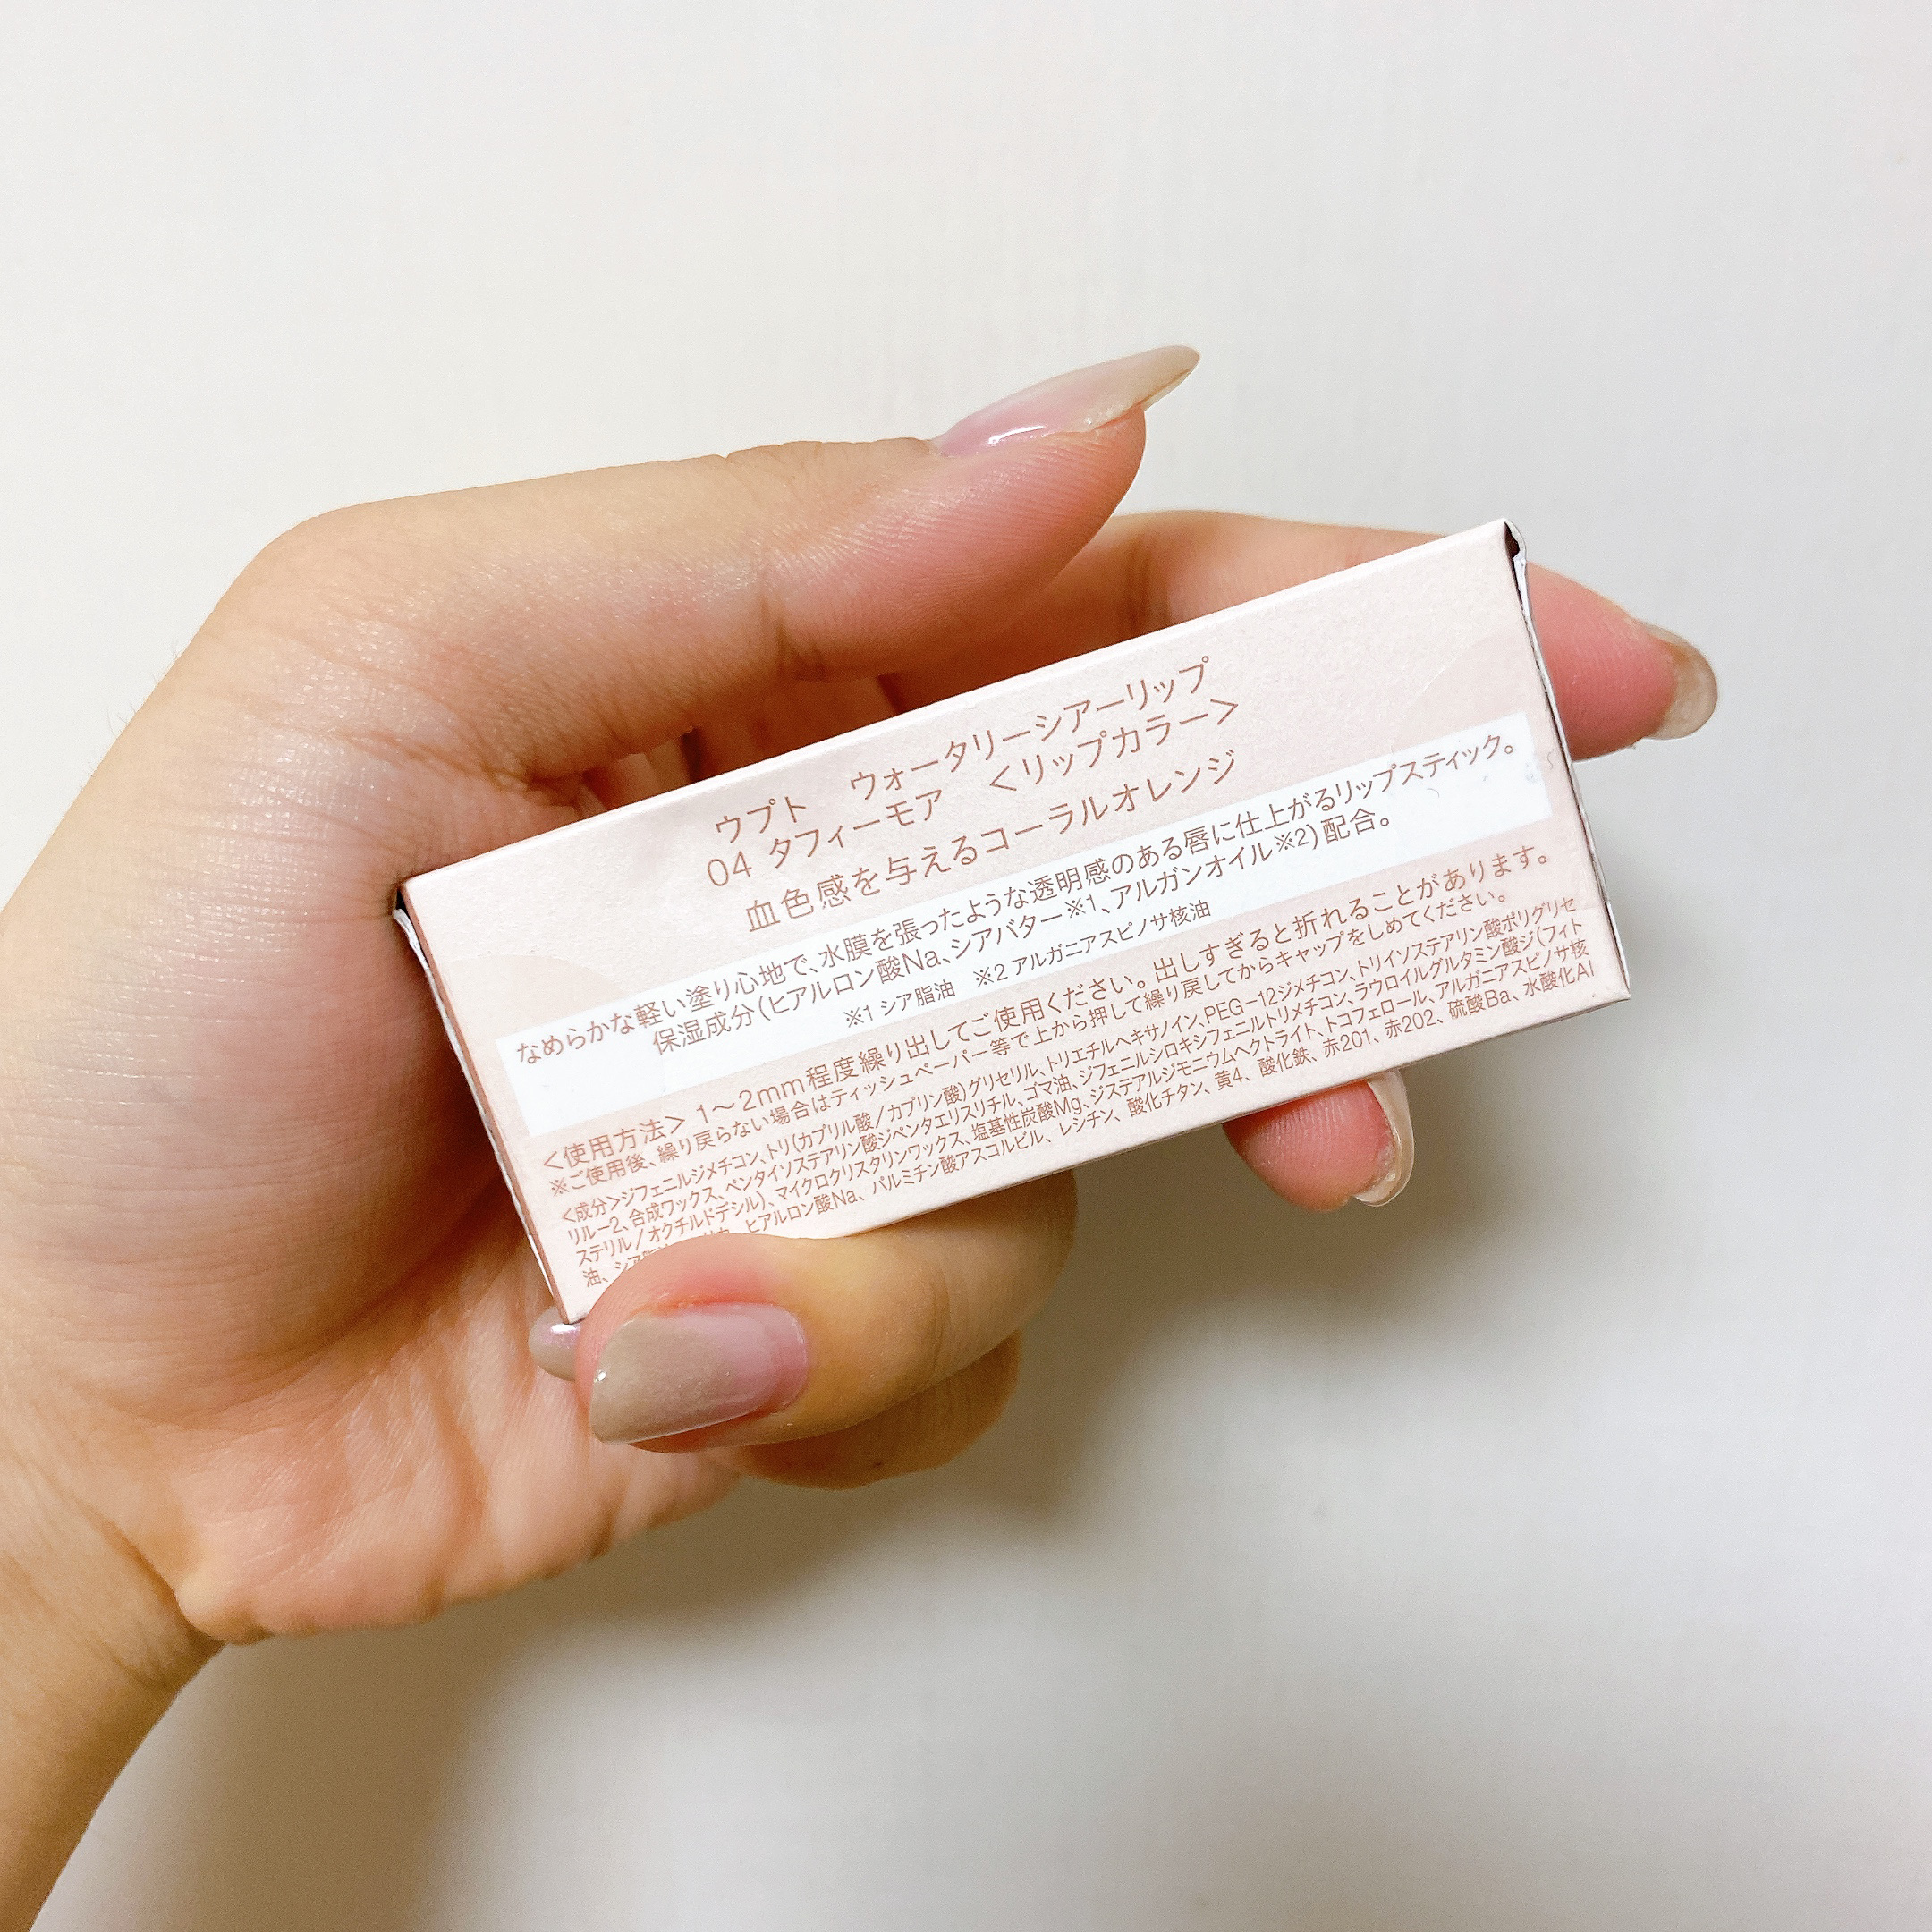 ウプト ウォータリーシアーリップ
04 タフィーモア <リップカラー>
血色感を与えるコーラルオレンジ
なめらかな軽い塗り心地で、水膜を張ったような透明感のある唇に仕上がるリップスティック。
保湿成分(ヒアルロン酸Na、シアバター※1、アルガンオイル※2)配合。
※1 シア脂油 ※2 アルガニアスピノサ核油
<使用方法>1〜2mm程度繰り出してご使用ください。出しすぎると折れることがあります。
※ご使用後、繰り戻らない場合はティッシュペーパー等で上から押して繰り戻してからキャップをしめてください。
<成分>ジフェニルジメチコン、トリ(カプリル酸/カプリン酸)グリセリル、トリエチルヘキサノイン、PEG-12ジメチコン、トリイソステアリン酸ポリグリセ
リル-2、合成ワックス、ペンタイソステアリン酸ジペンタエリスリチル、ゴマ油、ジフェニルシロキシフェニルトリメチコン、ラウロイルグルタミン酸ジ(フィト
ステリル/オクチルドデシル)、マイクロクリスタリンワックス、塩基性炭酸Mg、ジステアルジモニウムヘクトライト、トコフェロール、アルガニアスピノサ核
油、ヒアルロン酸Na、パルミチン酸アスコルビル、レシチン、酸化チタン、黄4、酸化鉄、赤201、赤202、硫酸Ba、水酸化Al